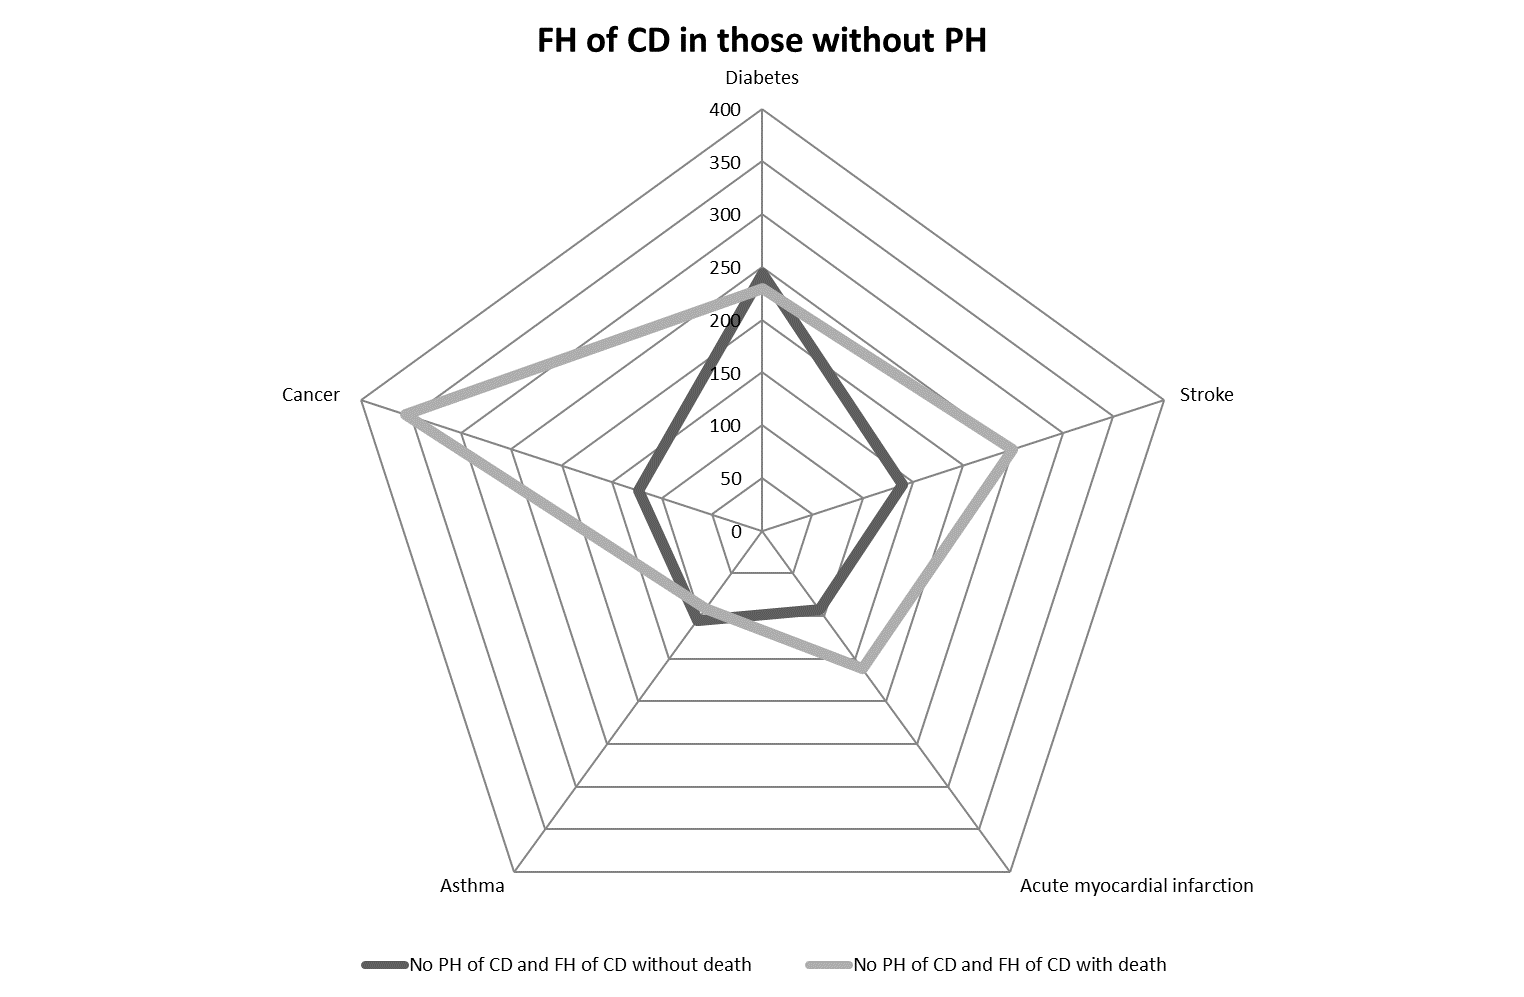 FH of CD in those without PH
Diabetes
400
350
300
250
200
150
100
50
0
Cancer
Stroke
Asthma
Acute myocardial infarction
No PH of CD and FH of CD without death
No PH of CD and FH of CD with death